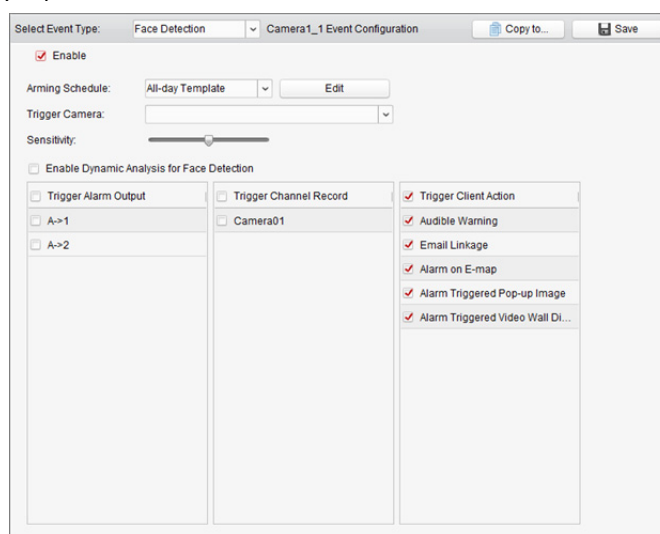 Select Event Type: Face Detection Camera1_1 Event Configuration Copy to... Save
Enable
Arming Schedule: All-day Template Edit
Trigger Camera:
Sensitivity:
Enable Dynamic Analysis for Face Detection
Trigger Alarm Output Trigger Channel Record Trigger Client Action
A->1 Camera01 Audible Warning
A->2 Email Linkage
Alarm on E-map
Alarm Triggered Pop-up Image
Alarm Triggered Video Wall Di...